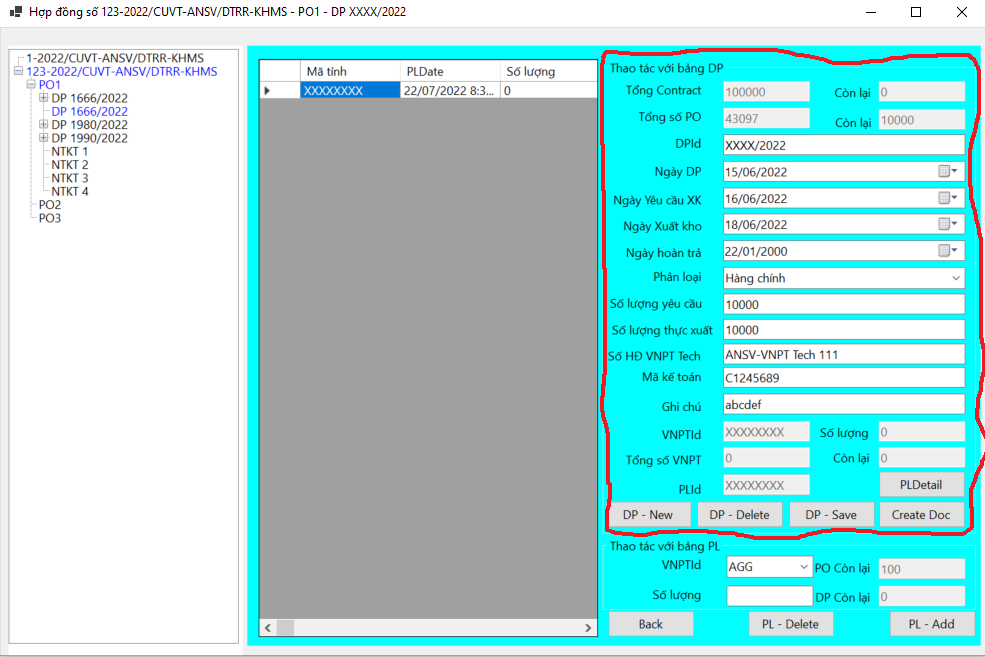 Hợp đồng số 123-2022/CUVT-ANSV/DTRR-KHMS - PO1 - DP XXXX/2022
1-2022/CUVT-ANSV/DTRR-KHMS
123-2022/CUVT-ANSV/DTRR-KHMS
PO1
DP 1666/2022
DP 1666/2022
DP 1980/2022
DP 1990/2022
NTKT 1
NTKT 2
NTKT 3
NTKT 4
PO2
PO3
Mã tỉnh PLDate Số lượng
XXXXXXXX 22/07/2022 8:3... 0
Thao tác với bảng DP
Tổng Contract 100000 Còn lại 0
Tổng số PO 43097 Còn lại 10000
DPId XXXX/2022
Ngày DP 15/06/2022
Ngày Yêu cầu XK 16/06/2022
Ngày Xuất kho 18/06/2022
Ngày hoàn trả 22/01/2000
Phân loại Hàng chính
Số lượng yêu cầu 10000
Số lượng thực xuất 10000
Số HĐ VNPT Tech ANSV-VNPT Tech 111
Mã kế toán C1245689
Ghi chú abcdef
VNPTId XXXXXXXX Số lượng 0
Tổng số VNPT 0 Còn lại 0
PLId XXXXXXXX PLDetail
DP - New DP - Delete DP - Save Create Doc
Thao tác với bảng PL
VNPTId AGG PO Còn lại 100
Số lượng DP Còn lại 0
Back PL - Delete PL - Add